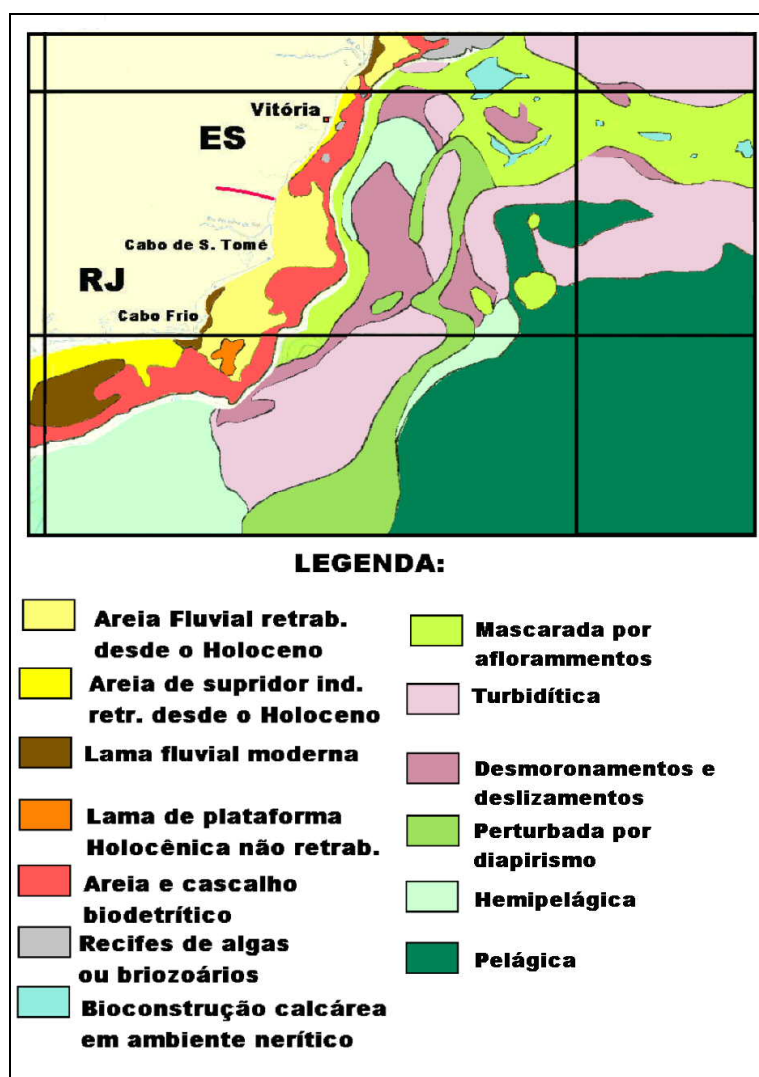 Vitória
ES
Cabo de S. Tomé
RJ
Cabo Frio
LEGENDA:
Areia Fluvial retrab.
desde o Holoceno
Areia de supridor ind.
retr. desde o Holoceno
Lama fluvial moderna
Lama de plataforma
Holocênica não retrab.
Areia e cascalho
biodetrítico
Recifes de algas
ou briozoários
Bioconstrução calcárea
em ambiente nerítico
Mascarada por
aflorammentos
Turbidítica
Desmoronamentos e
deslizamentos
Perturbada por
diapirismo
Hemipelágica
Pelágica